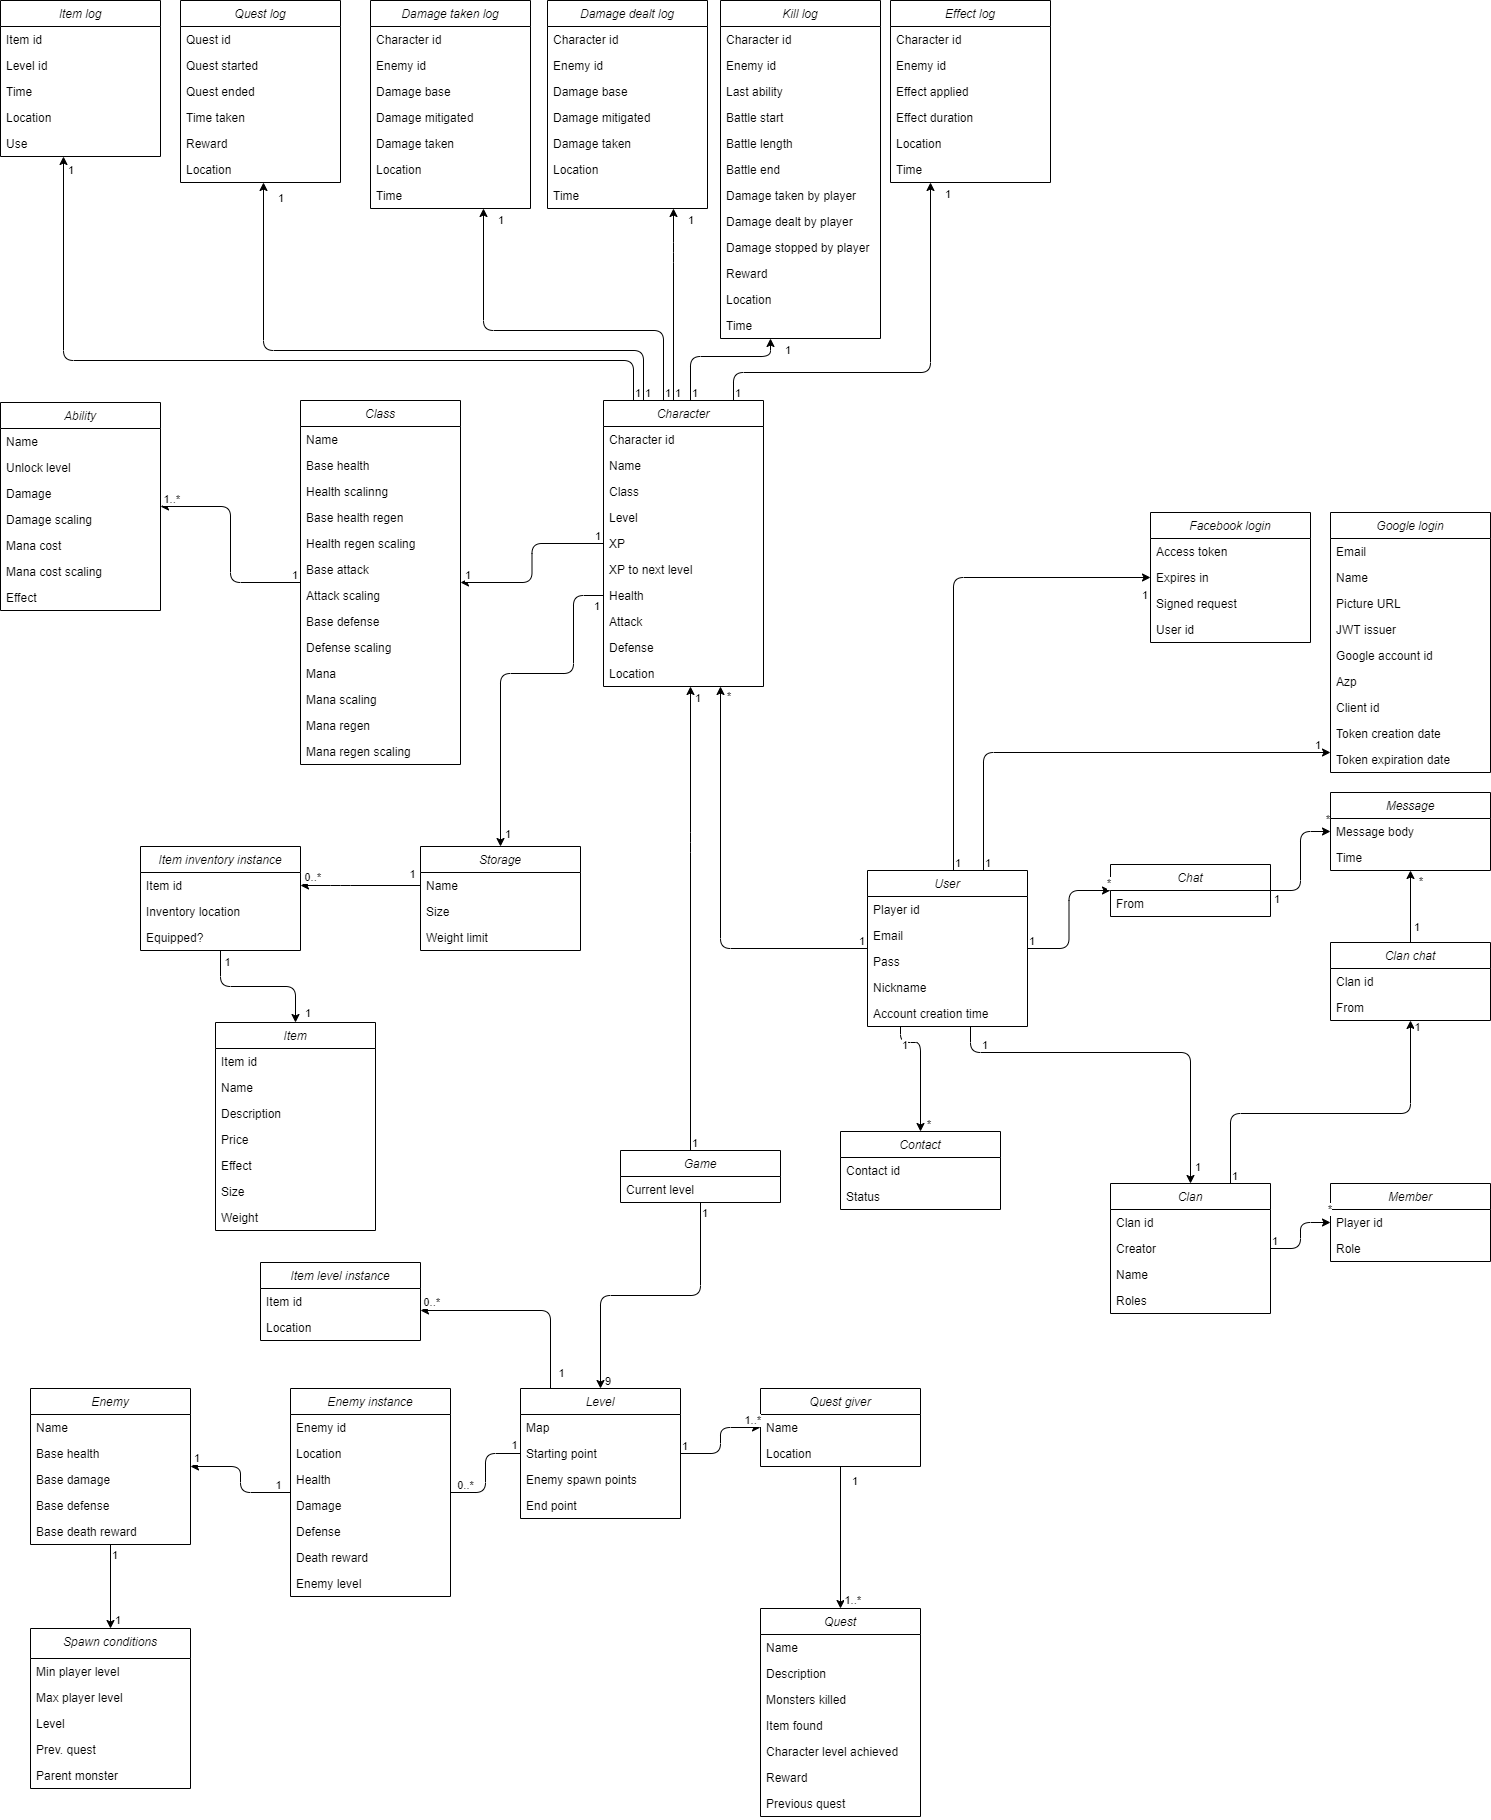 Item log
Item id
Level id
Time
Location
Use
1
Quest log
Quest id
Quest started
Quest ended
Time taken
Reward
Location
1
Damage taken log
Character id
Enemy id
Damage base
Damage mitigated
Damage taken
Location
Time
1
Damage dealt log
Character id
Enemy id
Damage base
Damage mitigated
Damage taken
Location
Time
1
Kill log
Character id
Enemy id
Last ability
Battle start
Battle length
Battle end
Damage taken by player
Damage dealt by player
Damage stopped by player
Reward
Location
Time
1
Effect log
Character id
Enemy id
Effect applied
Effect duration
Location
Time
1
1
1
1
1
1
1
Ability
Name
Unlock level
Damage
Damage scaling
Mana cost
Mana cost scaling
Effect
1..*
1
Class
Name
Base health
Health scalinng
Base health regen
Health regen scaling
Base attack
Attack scaling
Base defense
Defense scaling
Mana
Mana scaling
Mana regen
Mana regen scaling
1
1
1
Character
Character id
Name
Class
Level
XP
XP to next level
Health
Attack
Defense
Location
1
*
Facebook login
Access token
Expires in
Signed request
User id
1
Google login
Email
Name
Picture URL
JWT issuer
Google account id
Azp
Client id
Token creation date
Token expiration date
1
Message
Message body
Time
*
*
1
Item inventory instance
Item id
Inventory location
Equipped?
0..*
1
1
Storage
Name
Size
Weight limit
1
1
User
Player id
Email
Pass
Nickname
Account creation time
1
1
1
1
Chat
From
*
1
Clan chat
Clan id
From
1
1
Item
Item id
Name
Description
Price
Effect
Size
Weight
1
1
Game
Current level
1
Contact
Contact id
Status
*
Clan
Clan id
Creator
Name
Roles
1
1
1
Member
Player id
Role
*
Item level instance
Item id
Location
0..*
1
9
Enemy
Name
Base health
Base damage
Base defense
Base death reward
1
1
1
Enemy instance
Enemy id
Location
Health
Damage
Defense
Death reward
Enemy level
0..*
1
Level
Map
Starting point
Enemy spawn points
End point
1
1..*
Quest giver
Name
Location
1
1..*
1
Spawn conditions
Min player level
Max player level
Level
Prev. quest
Parent monster
Quest
Name
Description
Monsters killed
Item found
Character level achieved
Reward
Previous quest